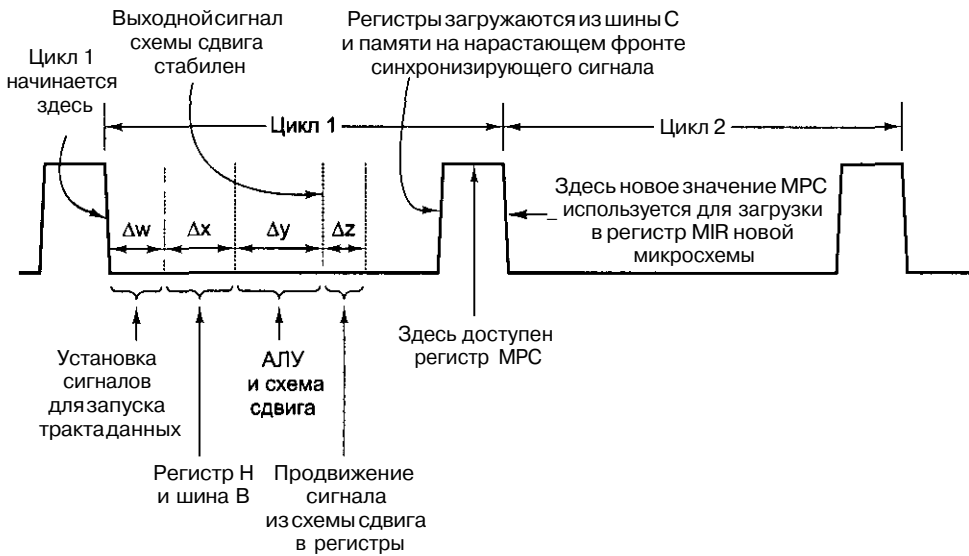 Выходной сигнал
схемы сдвига
стабилен
Регистры загружаются из шины С
и памяти на нарастающем фронте
синхронизирующего сигнала
Цикл 1
начинается
здесь
Цикл 1
Цикл 2
Δw
Δx
Δy
Δz
Здесь новое значение МРС
используется для загрузки
в регистр MIR новой
микросхемы
Установка
сигналов
для запуска
тракта данных
АЛУ
и схема
сдвига
Здесь доступен
регистр МРС
Регистр Н
и шина В
Продвижение
сигнала
из схемы сдвига
в регистры